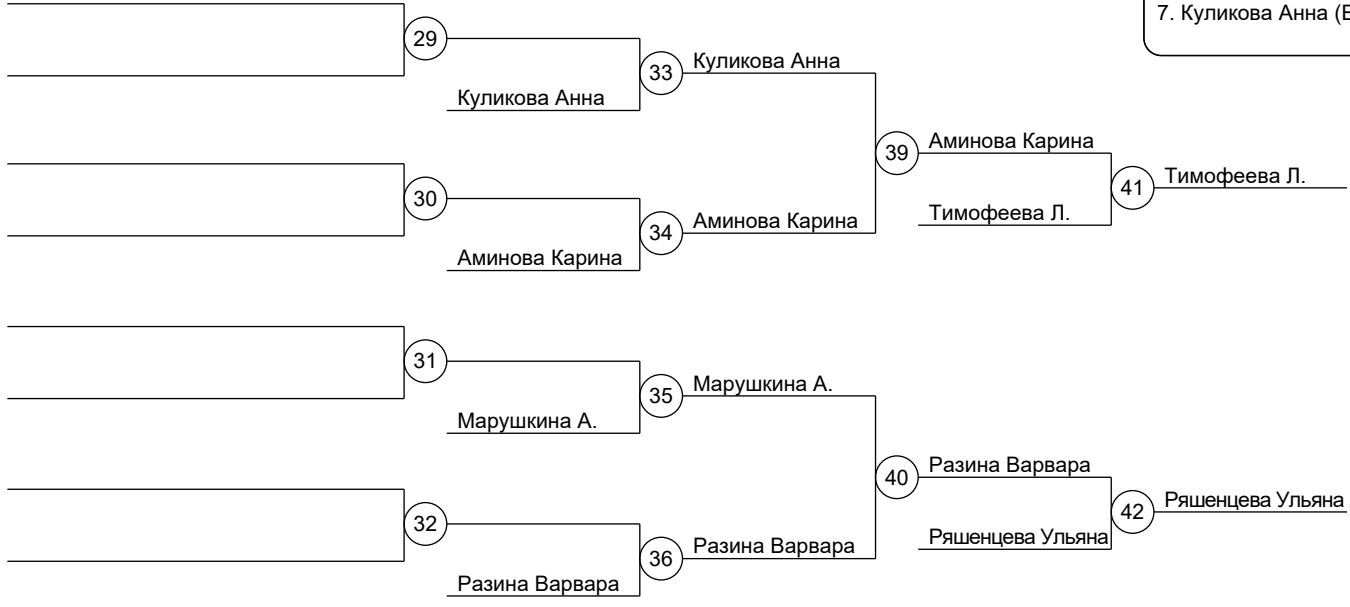 7. Куликова Анна (Е
29
33
Куликова Анна
Куликова Анна
39
Аминова Карина
41
Тимофеева Л.
30
34
Аминова Карина
Тимофеева Л.
Аминова Карина
31
35
Марушкина А.
Марушкина А.
40
Разина Варвара
42
Ряшенцева Ульяна
32
36
Разина Варвара
Ряшенцева Ульяна
Разина Варвара